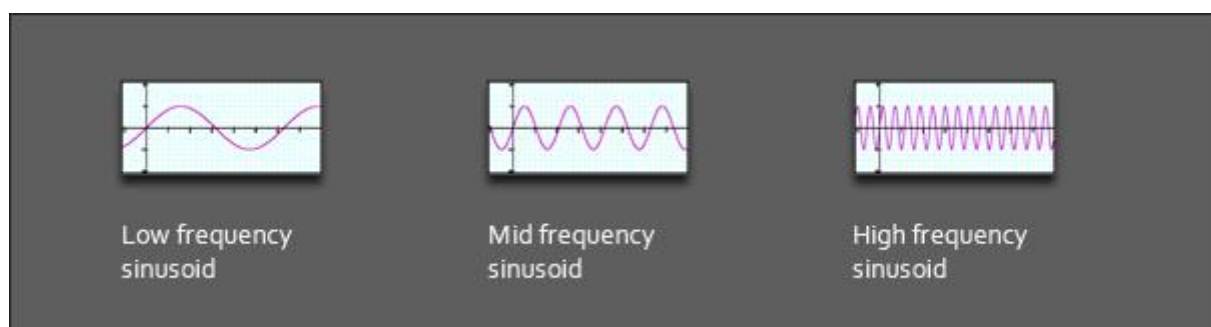 Low frequency
sinusoid
Mid frequency
sinusoid
High frequency
sinusoid